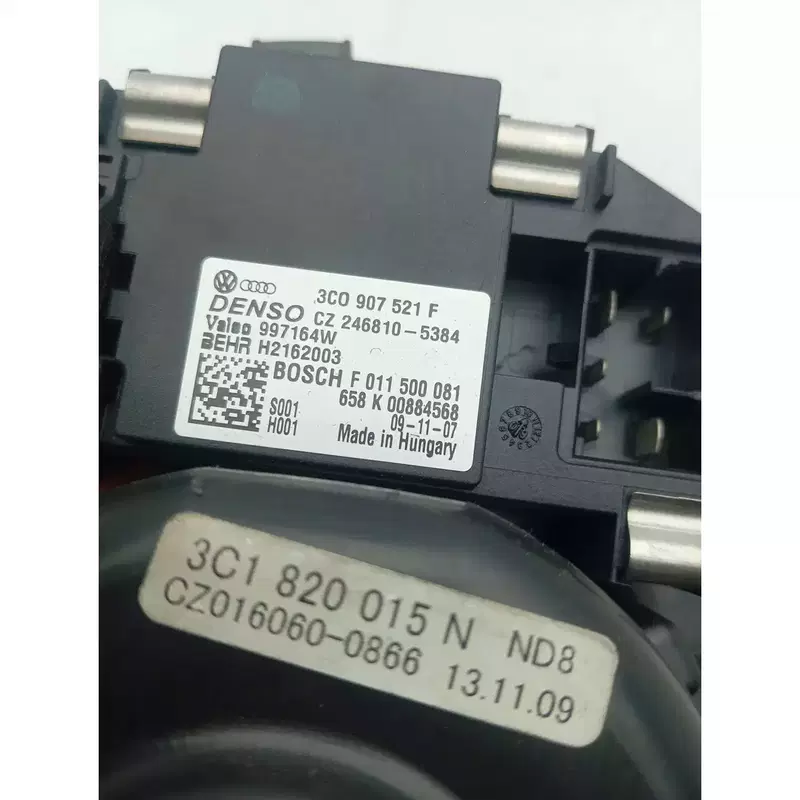 3C0 907 521 F
DENSO CZ 246810-5384
Valeo 997164W
BEHR H2162003
BOSCH F 011 500 081
658 K 00884568
S001 09-11-07
H001 Made in Hungary
3C1 820 015 N ND8
CZ016060-0866 13.11.09